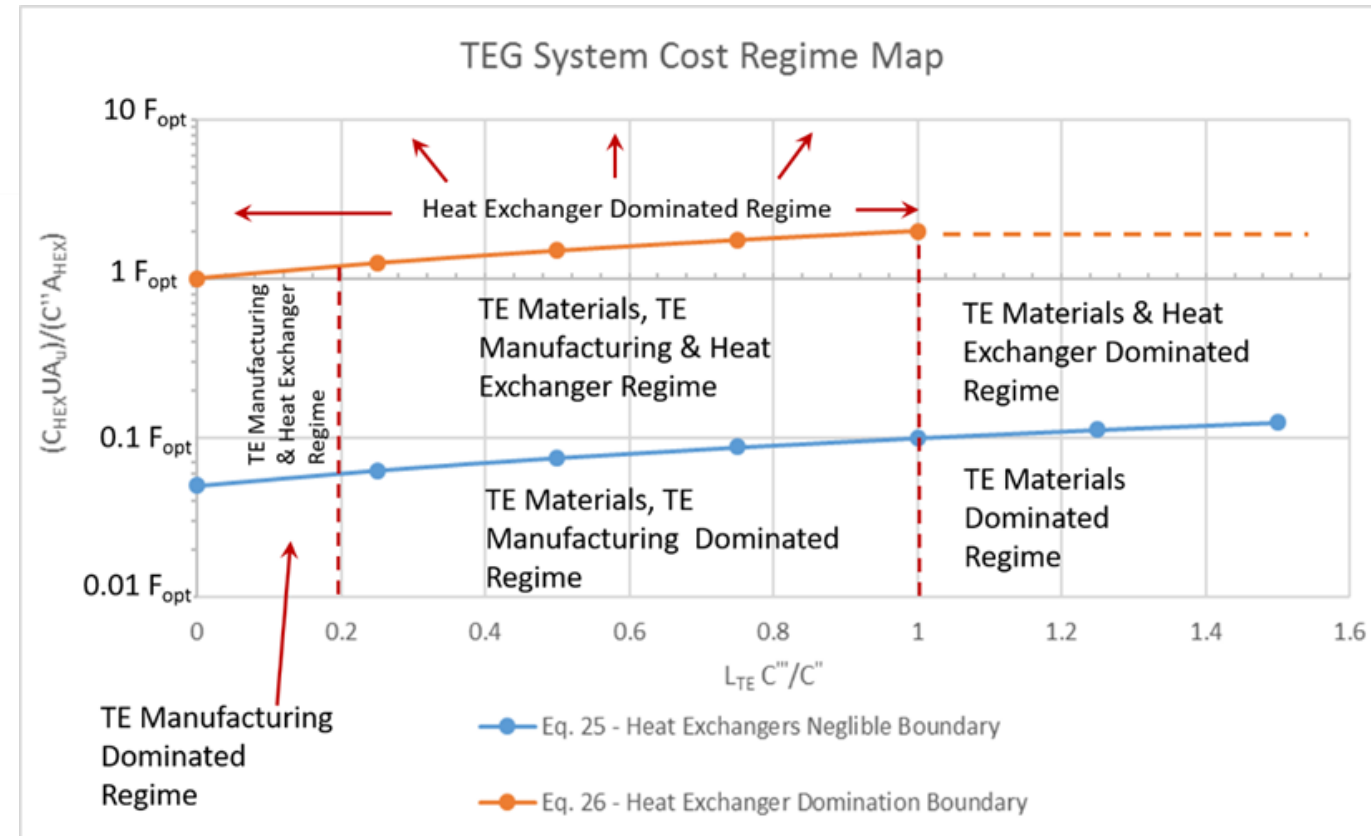 TEG System Cost Regime Map
10 Fopt
1 Fopt
0.1 Fopt
0.01 Fopt
(CHEXUAu)/(C''AHEX)
Heat Exchanger Dominated Regime
TE Manufacturing
& Heat Exchanger
Regime
TE Materials, TE
Manufacturing & Heat
Exchanger Regime
TE Materials & Heat
Exchanger Dominated
Regime
TE Materials, TE
Manufacturing Dominated
Regime
TE Materials
Dominated
Regime
0 0.2 0.4 0.6 0.8 1 1.2 1.4 1.6
LTE C'''/C''
TE Manufacturing
Dominated
Regime
Eq. 25 - Heat Exchangers Neglible Boundary
Eq. 26 - Heat Exchanger Domination Boundary